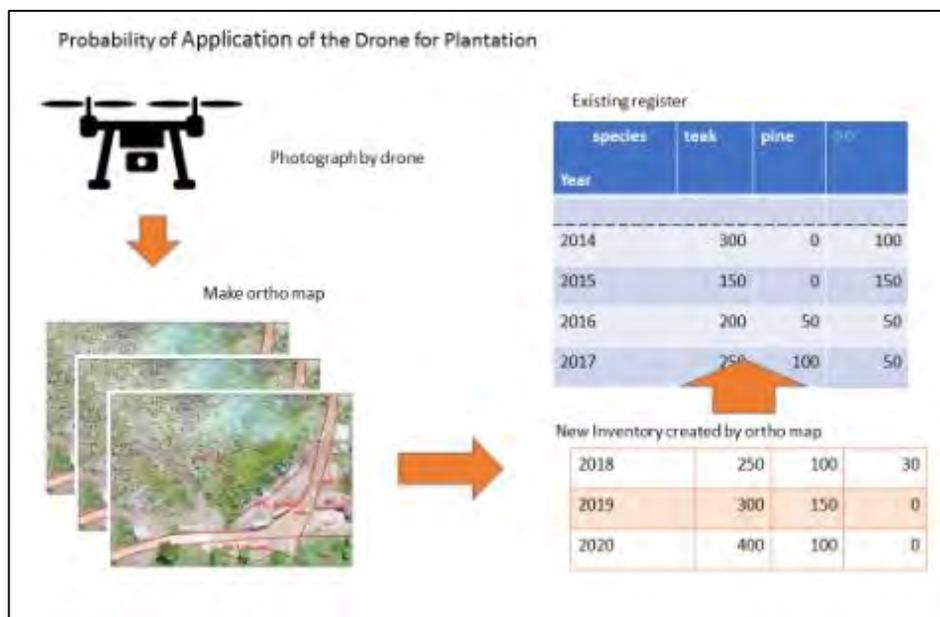 Probability of Application of the Drone for Plantation
Photograph by drone
Make ortho map
Existing register
species teak pine ○○
Year
2014 300 0 100
2015 150 0 150
2016 200 50 50
2017 250 100 50
New Inventory created by ortho map
2018 250 100 30
2019 300 150 0
2020 400 100 0